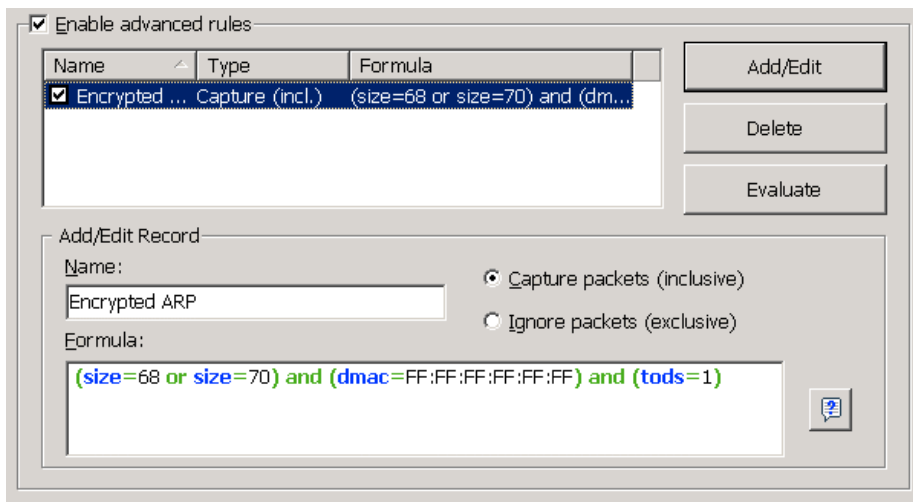 Enable advanced rules
Name Type Formula
Encrypted ... Capture (incl.) (size=68 or size=70) and (dm...
Add/Edit
Delete
Evaluate
Add/Edit Record
Name:
Encrypted ARP
Capture packets (inclusive)
Ignore packets (exclusive)
Formula:
(size=68 or size=70) and (dmac=FF:FF:FF:FF:FF:FF) and (tods=1)
?